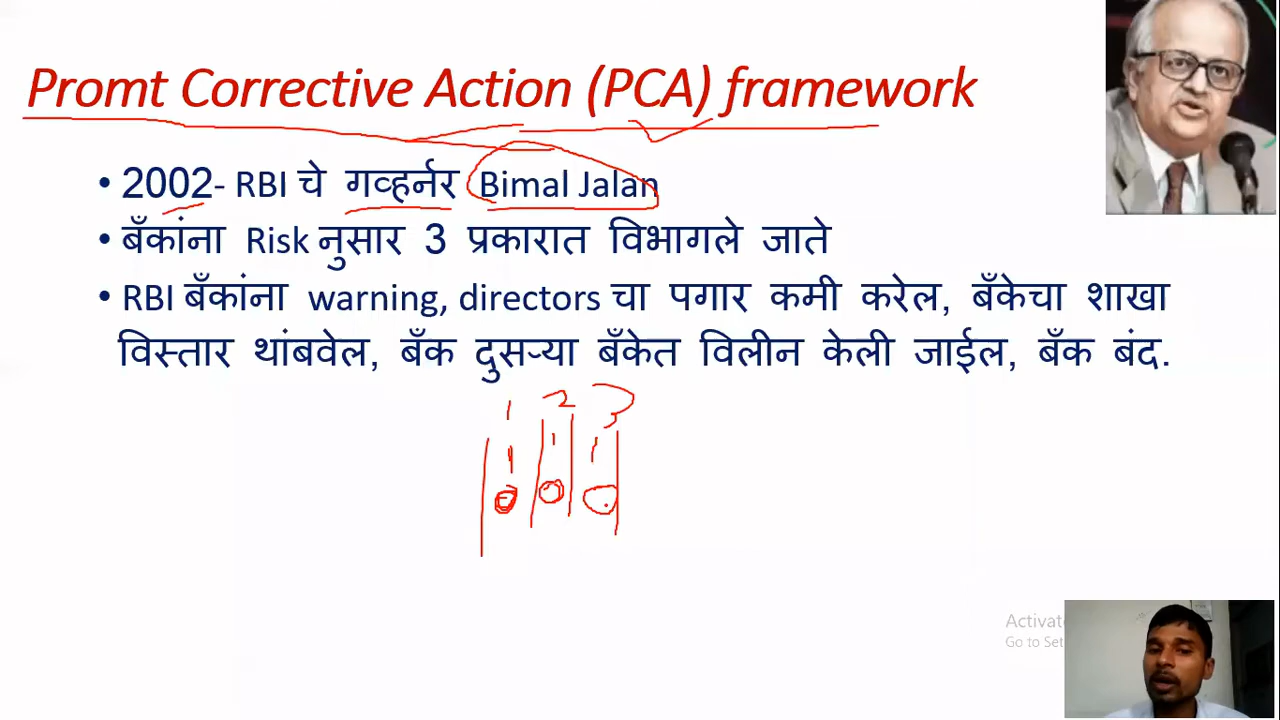 Promt Corrective Action (PCA) framework
• 2002- RBI चे गव्हर्नर Bimal Jalan
• बँकांना Risk नुसार 3 प्रकारात विभागले जाते
• RBI बँकांना warning, directors चा पगार कमी करेल, बँकेचा शाखा
विस्तार थांबवेल, बँक दुसऱ्या बँकेत विलीन केली जाईल, बँक बंद.
1 2 3
Activat
Go to Set